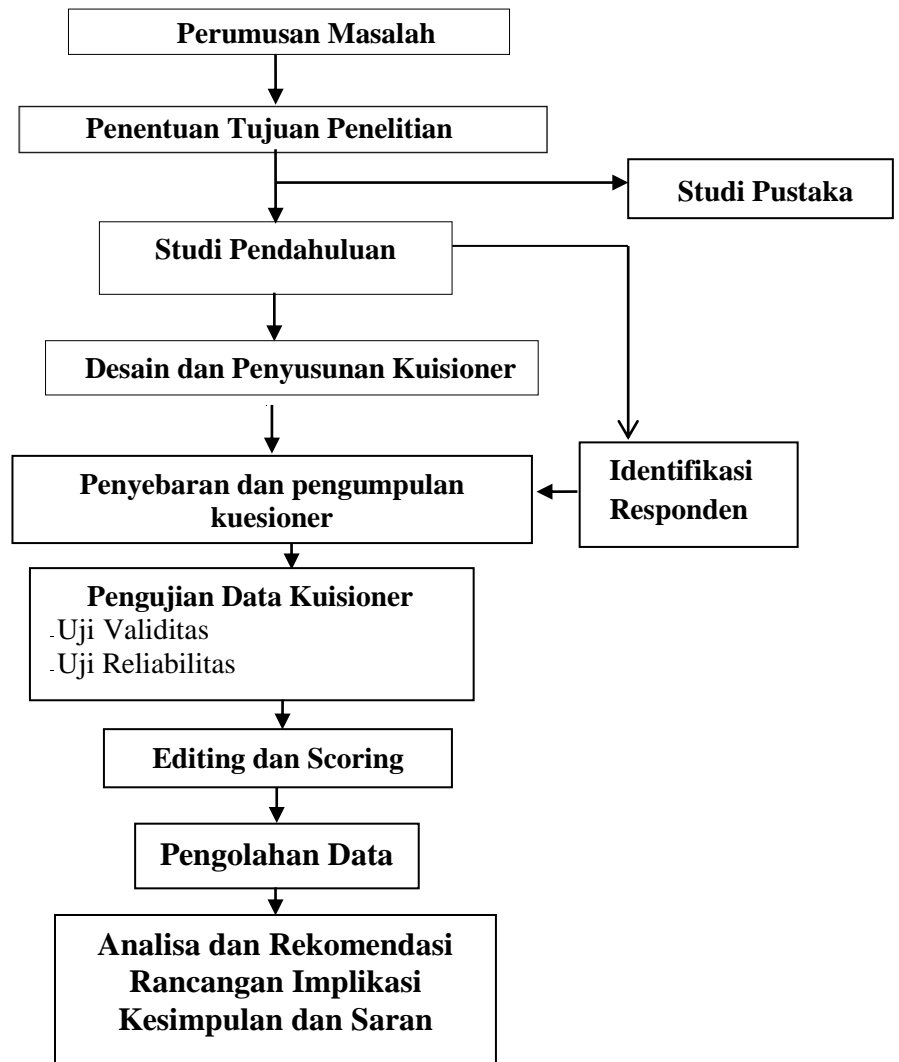 Perumusan Masalah
Penentuan Tujuan Penelitian
Studi Pustaka
Studi Pendahuluan
Desain dan Penyusunan Kuisioner
Penyebaran dan pengumpulan
kuesioner
Identifikasi
Responden
Pengujian Data Kuisioner
-Uji Validitas
-Uji Reliabilitas
Editing dan Scoring
Pengolahan Data
Analisa dan Rekomendasi
Rancangan Implikasi
Kesimpulan dan Saran